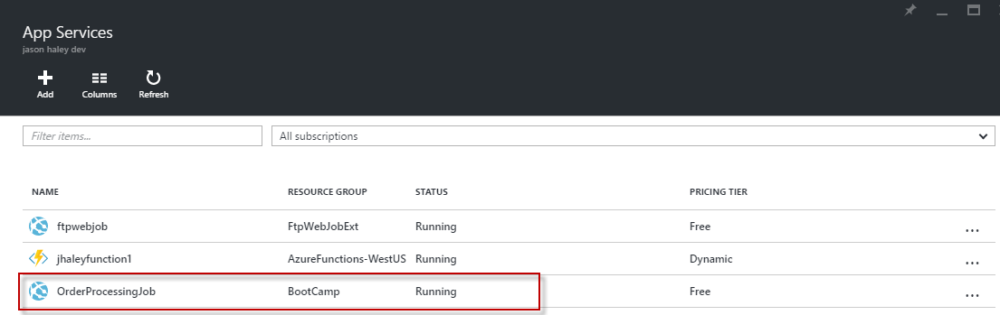 App Services
jason haley dev
Add Columns Refresh
Filter items... All subscriptions
NAME RESOURCE GROUP STATUS PRICING TIER
ftpwebjob FtpWebJobExt Running Free ...
jhaleyfunction1 AzureFunctions-WestUS Running Dynamic ...
OrderProcessingJob BootCamp Running Free ...